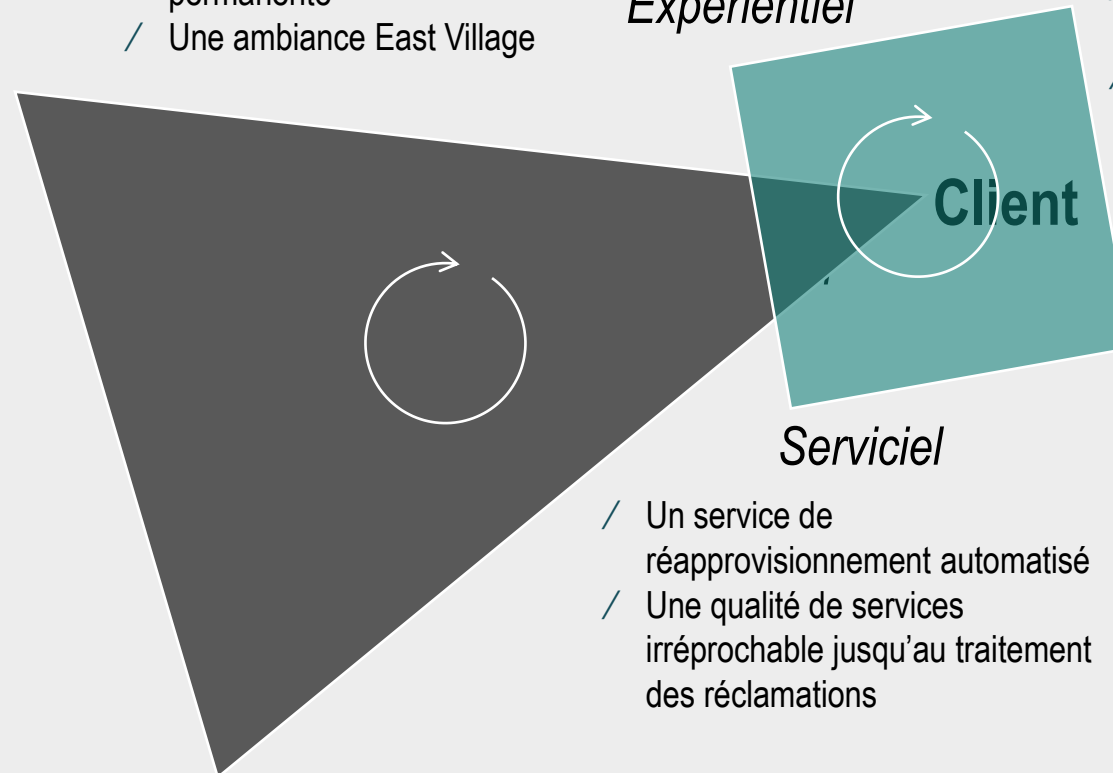 permanente
/ Une ambiance East Village
Expérientiel
Client
Serviciel
/ Un service de
réapprovisionnement automatisé
/ Une qualité de services
irréprochable jusqu’au traitement
des réclamations